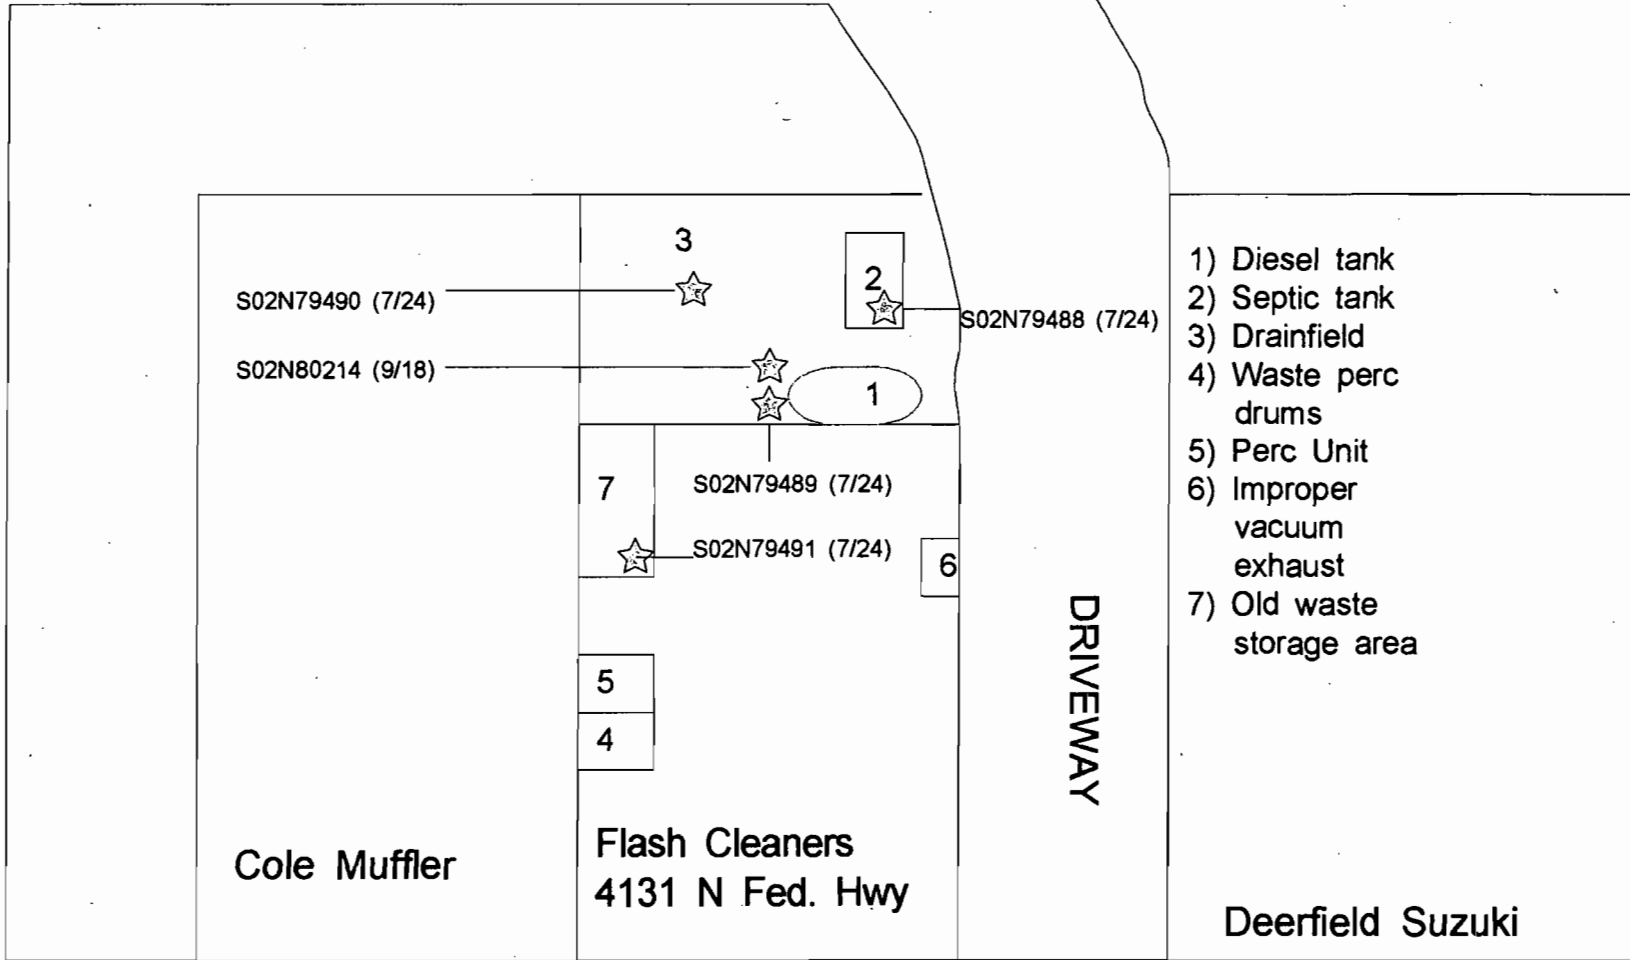 3
2
S02N79490 (7/24)
S02N79488 (7/24)
S02N80214 (9/18)
1
7
S02N79489 (7/24)
S02N79491 (7/24)
6
5
4
DRIVEWAY
Cole Muffler
Flash Cleaners
4131 N Fed. Hwy
1) Diesel tank
2) Septic tank
3) Drainfield
4) Waste perc
drums
5) Perc Unit
6) Improper
vacuum
exhaust
7) Old waste
storage area
Deerfield Suzuki